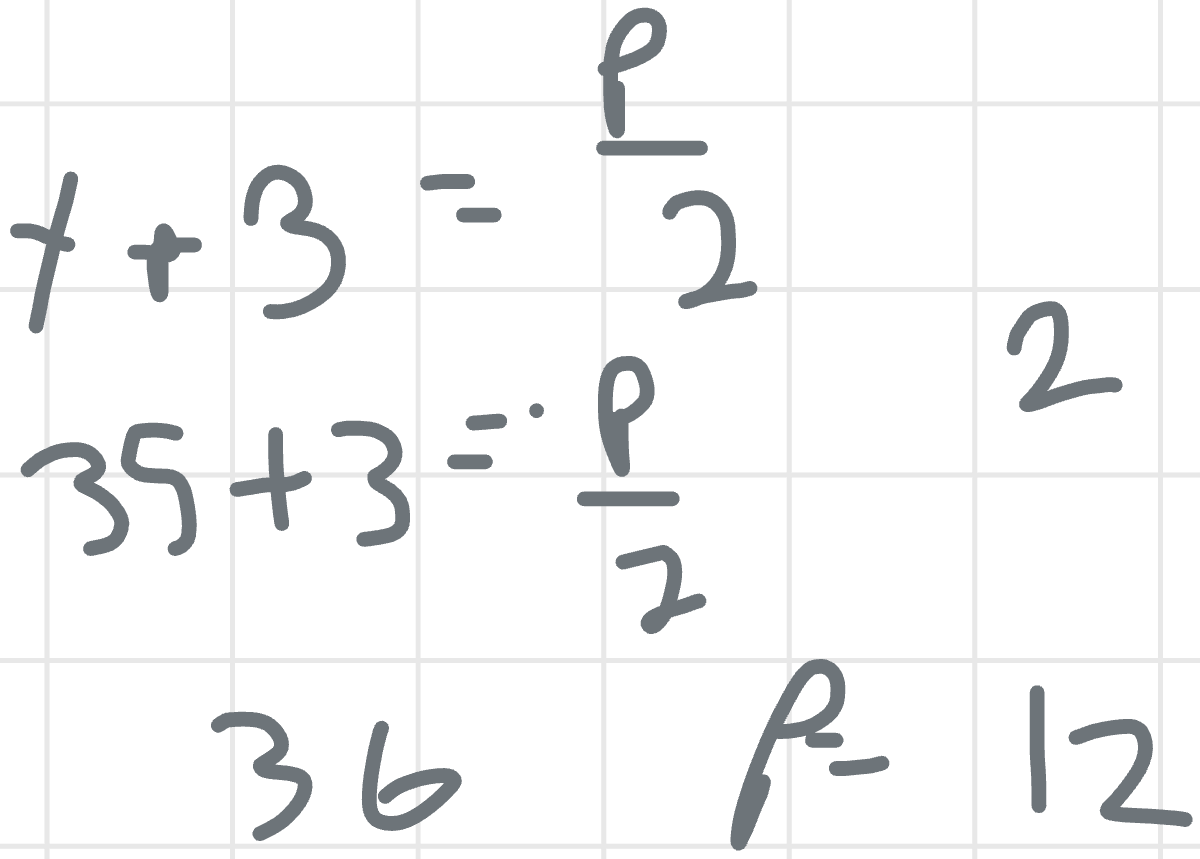 y + 3 = P/2
2
35 + 3 = P/2
36 P = 12